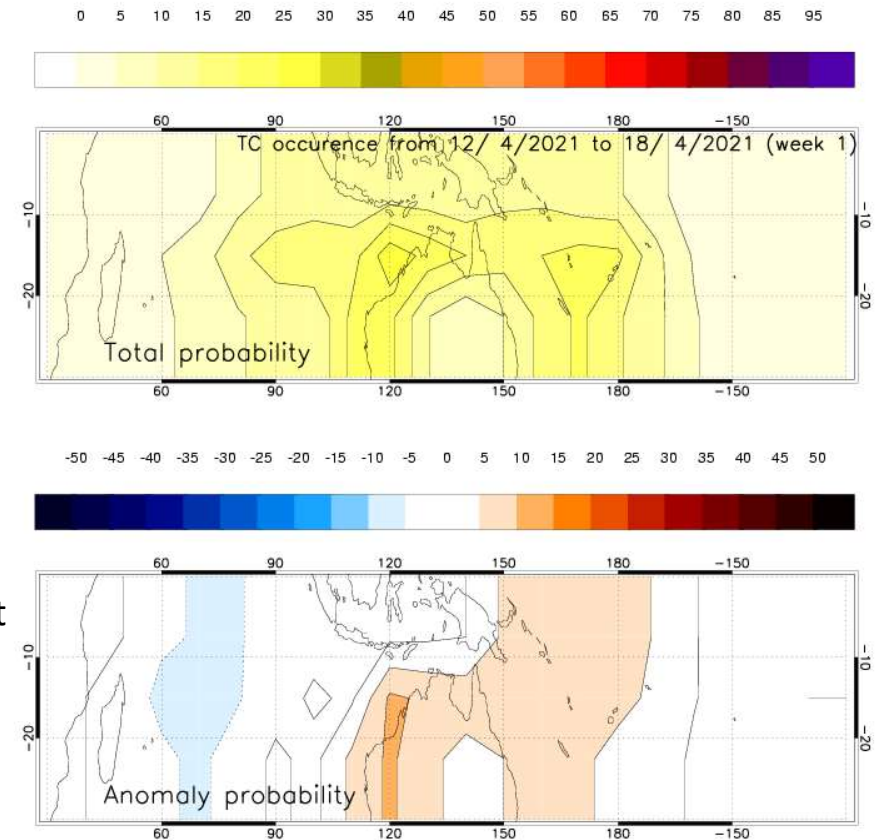 0 5 10 15 20 25 30 35 40 45 50 55 60 65 70 75 80 85 95
60 90 120 150 180 -150
TC occurence from 12/ 4/2021 to 18/ 4/2021 (week 1)
-10 -10
-20 -20
Total probability
60 90 120 150 180 -150
-50 -45 -40 -35 -30 -25 -20 -15 -10 -5 0 5 10 15 20 25 30 35 40 45 50
60 90 120 150 180 -150
t
-10 -10
-20 -20
Anomaly probability
60 90 120 150 180 -150